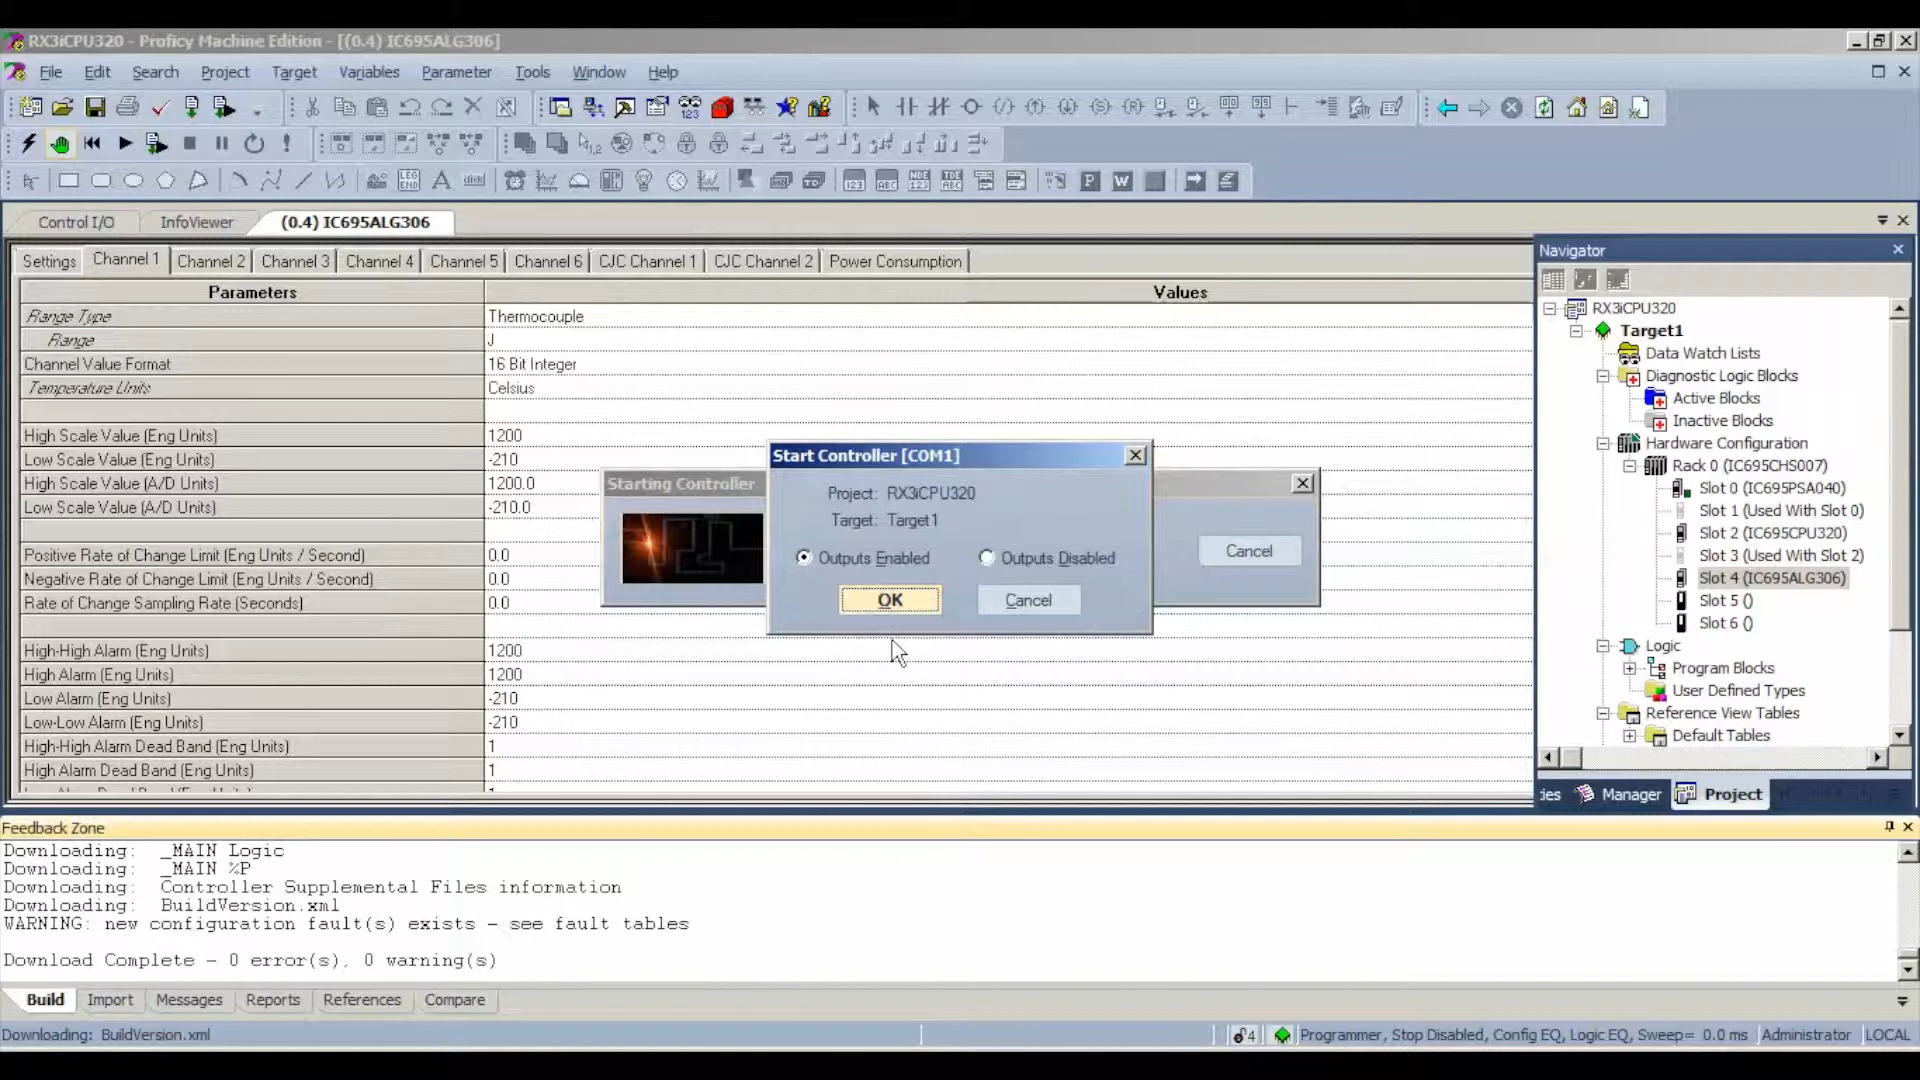 RX3iCPU320 - Proficy Machine Edition - [(0.4) IC695ALG306]
File Edit Search Project Target Variables Parameter Tools Window Help
Control I/O InfoViewer (0.4) IC695ALG306
Settings Channel 1 Channel 2 Channel 3 Channel 4 Channel 5 Channel 6 CJC Channel 1 CJC Channel 2 Power Consumption
Parameters Values
Range Type Thermocouple
Range J
Channel Value Format 16 Bit Integer
Temperature Units Celsius
High Scale Value (Eng Units) 1200
Low Scale Value (Eng Units) -210
High Scale Value (A/D Units) 1200.0
Low Scale Value (A/D Units) -210.0
Positive Rate of Change Limit (Eng Units / Second) 0.0
Negative Rate of Change Limit (Eng Units / Second) 0.0
Rate of Change Sampling Rate (Seconds) 0.0
High-High Alarm (Eng Units) 1200
High Alarm (Eng Units) 1200
Low Alarm (Eng Units) -210
Low-Low Alarm (Eng Units) -210
High-High Alarm Dead Band (Eng Units) 1
High Alarm Dead Band (Eng Units) 1
Starting Controller
Cancel
Start Controller [COM1]
Project: RX3iCPU320
Target: Target1
Outputs Enabled Outputs Disabled
OK Cancel
Navigator
RX3iCPU320
Target1
Data Watch Lists
Diagnostic Logic Blocks
Active Blocks
Inactive Blocks
Hardware Configuration
Rack 0 (IC695CHS007)
Slot 0 (IC695PSA040)
Slot 1 (Used With Slot 0)
Slot 2 (IC695CPU320)
Slot 3 (Used With Slot 2)
Slot 4 (IC695ALG306)
Slot 5 ()
Slot 6 ()
Logic
Program Blocks
User Defined Types
Reference View Tables
Default Tables
ties Manager Project
Feedback Zone
Downloading: _MAIN Logic
Downloading: _MAIN %P
Downloading: Controller Supplemental Files information
Downloading: BuildVersion.xml
WARNING: new configuration fault(s) exists - see fault tables
Download Complete - 0 error(s), 0 warning(s)
Build Import Messages Reports References Compare
Downloading: BuildVersion.xml
4 Programmer, Stop Disabled, Config EQ, Logic EQ, Sweep= 0.0 ms Administrator LOCAL